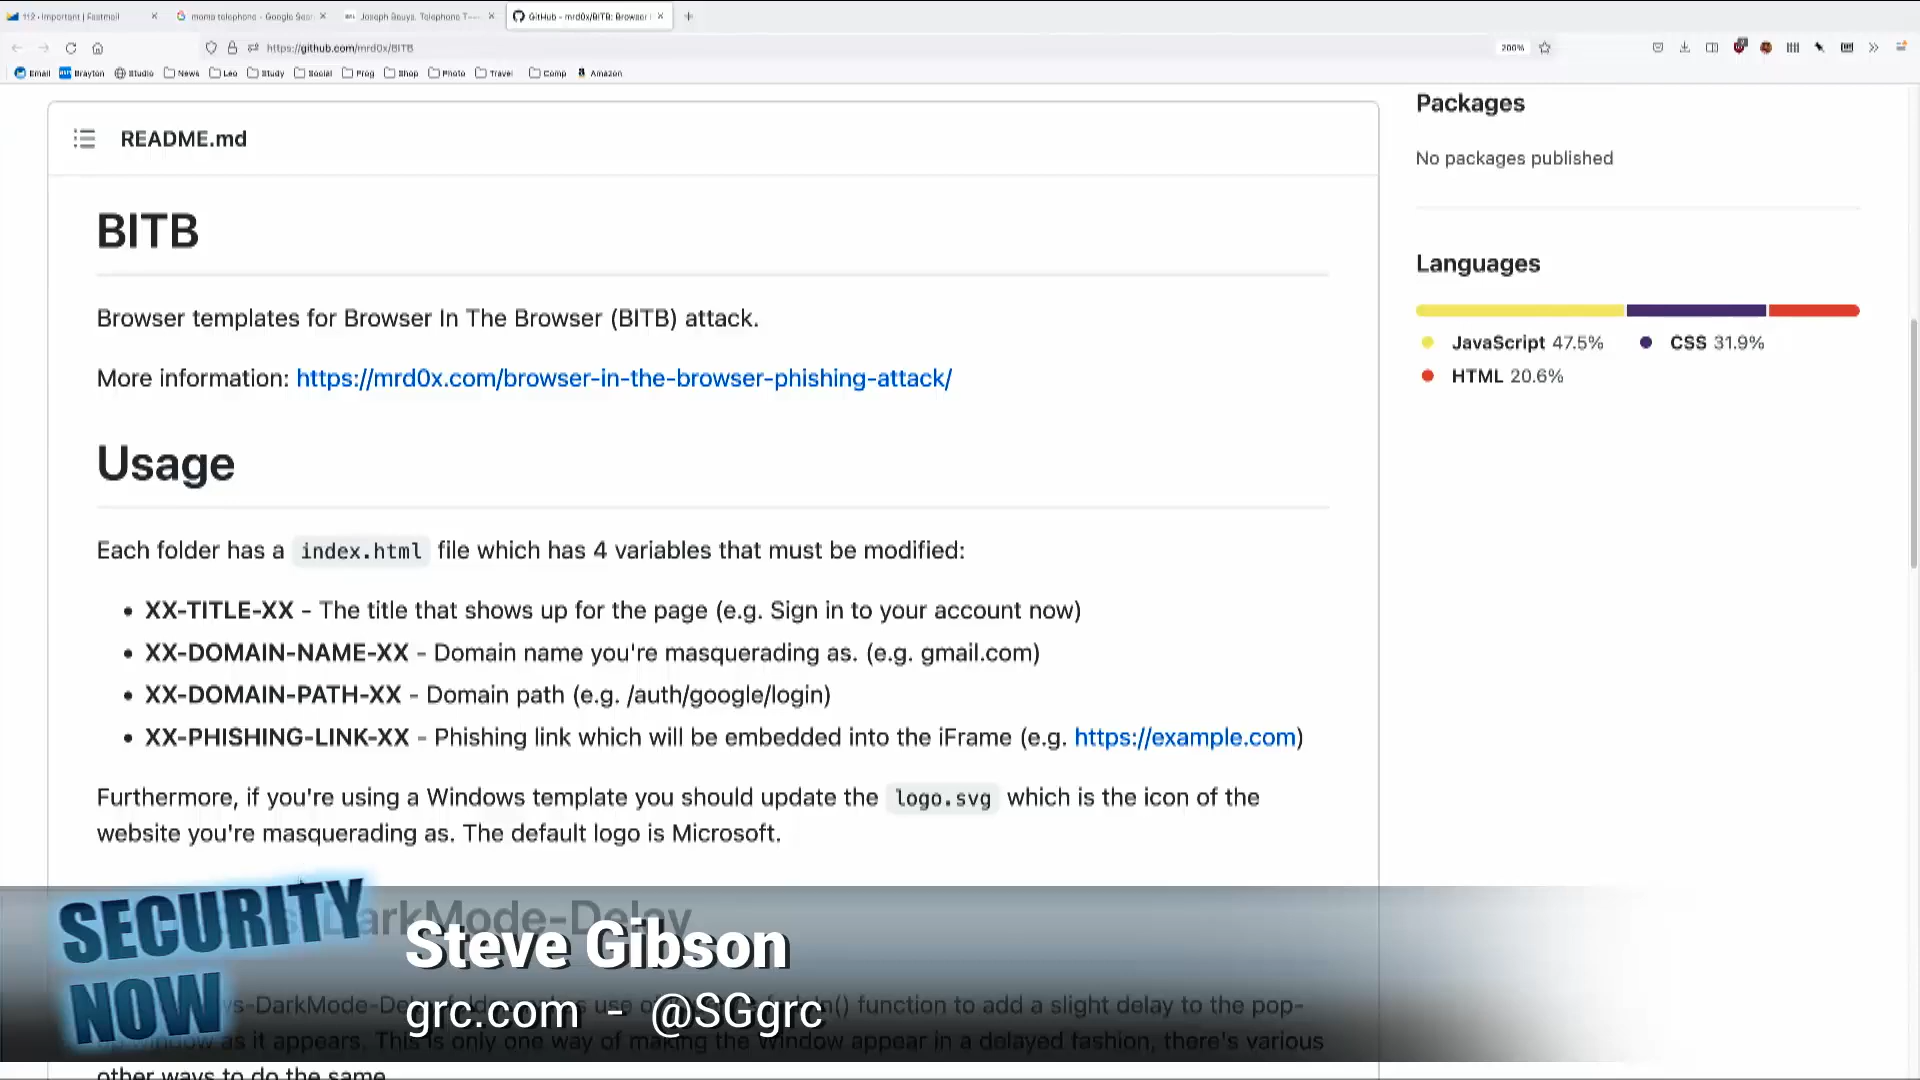 112 · Important | Fastmail
moma telephone - Google Sear
Joseph Beuys. Telephone T
GitHub - mrd0x/BITB: Browser I
https://github.com/mrd0x/BITB
200%
Email
Brayton
Studio
News
Leo
Study
Social
Prog
Shop
Photo
Travel
Comp
Amazon
README.md
BITB
Browser templates for Browser In The Browser (BITB) attack.
More information: https://mrd0x.com/browser-in-the-browser-phishing-attack/
Usage
Each folder has a index.html file which has 4 variables that must be modified:
• XX-TITLE-XX - The title that shows up for the page (e.g. Sign in to your account now)
• XX-DOMAIN-NAME-XX - Domain name you're masquerading as. (e.g. gmail.com)
• XX-DOMAIN-PATH-XX - Domain path (e.g. /auth/google/login)
• XX-PHISHING-LINK-XX - Phishing link which will be embedded into the iFrame (e.g. https://example.com)
Furthermore, if you're using a Windows template you should update the logo.svg which is the icon of the
website you're masquerading as. The default logo is Microsoft.
DarkMode-Delay
s-DarkMode-De use function to add a slight delay to the pop-
window as it appears. This is only one way of making the window appear in a delayed fashion, there's various
other ways to do the same.
Packages
No packages published
Languages
JavaScript 47.5%
CSS 31.9%
HTML 20.6%
SECURITY
NOW
Steve Gibson
grc.com - @SGgrc